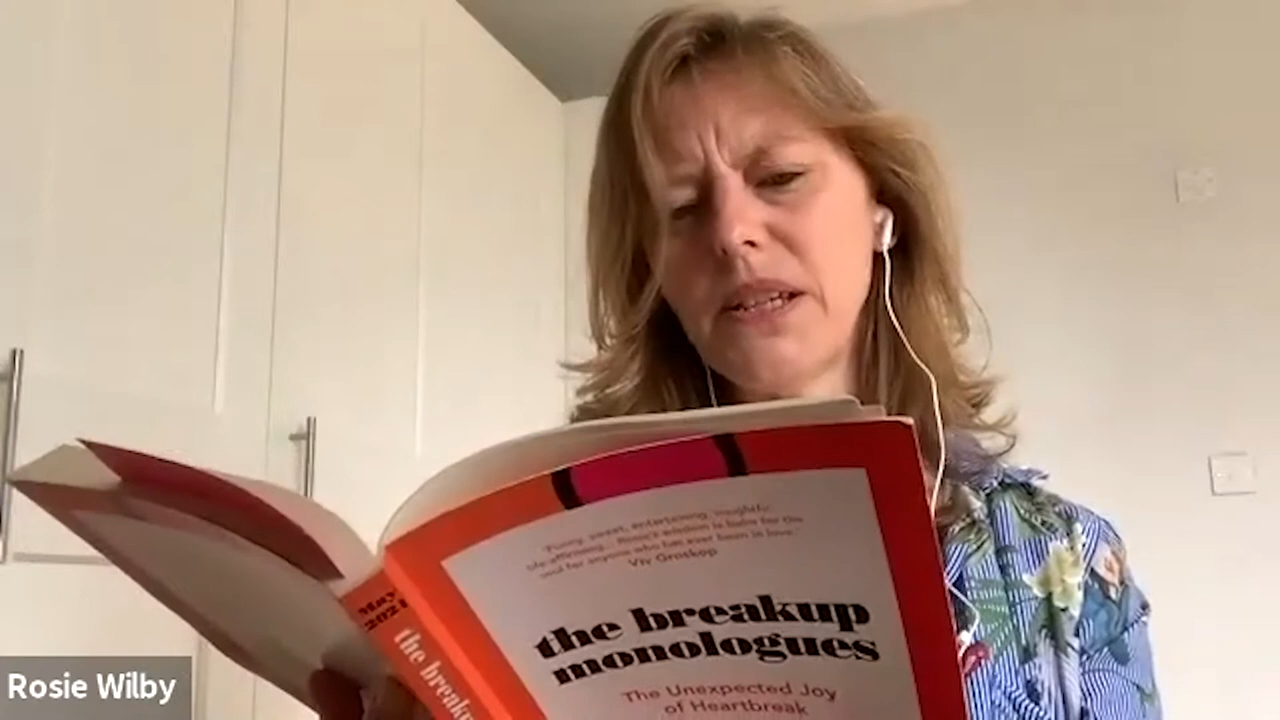 "Funny, sweet, entertaining, insightful,
life-affirming... Rosie's wisdom is balm for the
soul for anyone who has ever been in love."
Viv Groskop
the breakup
monologues
The Unexpected Joy
of Heartbreak
May
2021
the breaku
Rosie Wilby